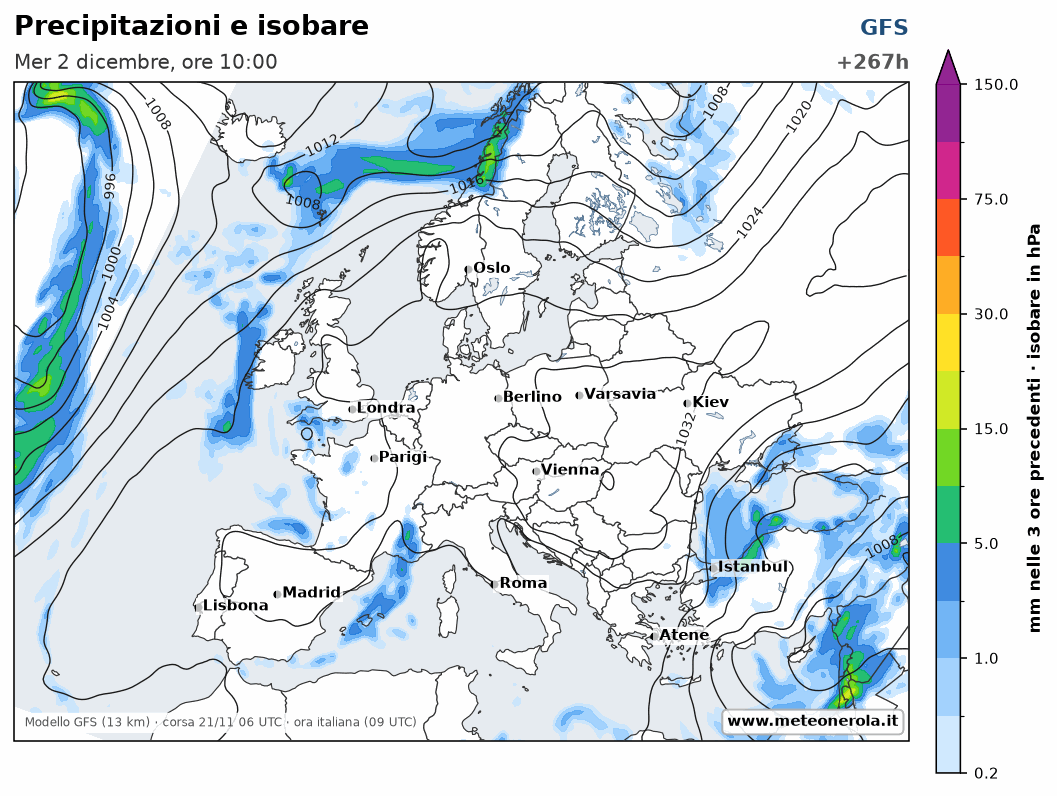 Precipitazioni e isobare
GFS
Mer 2 dicembre, ore 10:00
+267h
1008
1008
1020
1012
996
1016
1008
1024
1000
1004
1032
1008
Oslo
Berlino
Varsavia
Kiev
Londra
Parigi
Vienna
Istanbul
Roma
Madrid
Lisbona
Atene
Modello GFS (13 km) · corsa 21/11 06 UTC · ora italiana (09 UTC)
www.meteonerola.it
150.0
75.0
30.0
15.0
5.0
1.0
0.2
mm nelle 3 ore precedenti · isobare in hPa